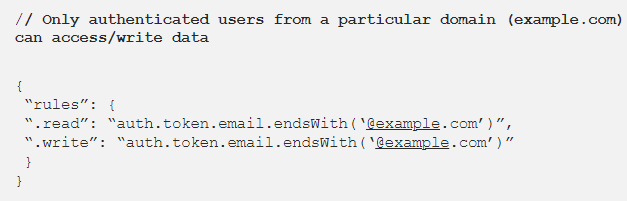 // Only authenticated users from a particular domain (example.com)
can access/write data
{
“rules”: {
“.read”: “auth.token.email.endsWith(‘@example.com’)”,
“.write”: “auth.token.email.endsWith(‘@example.com’)”
}
}